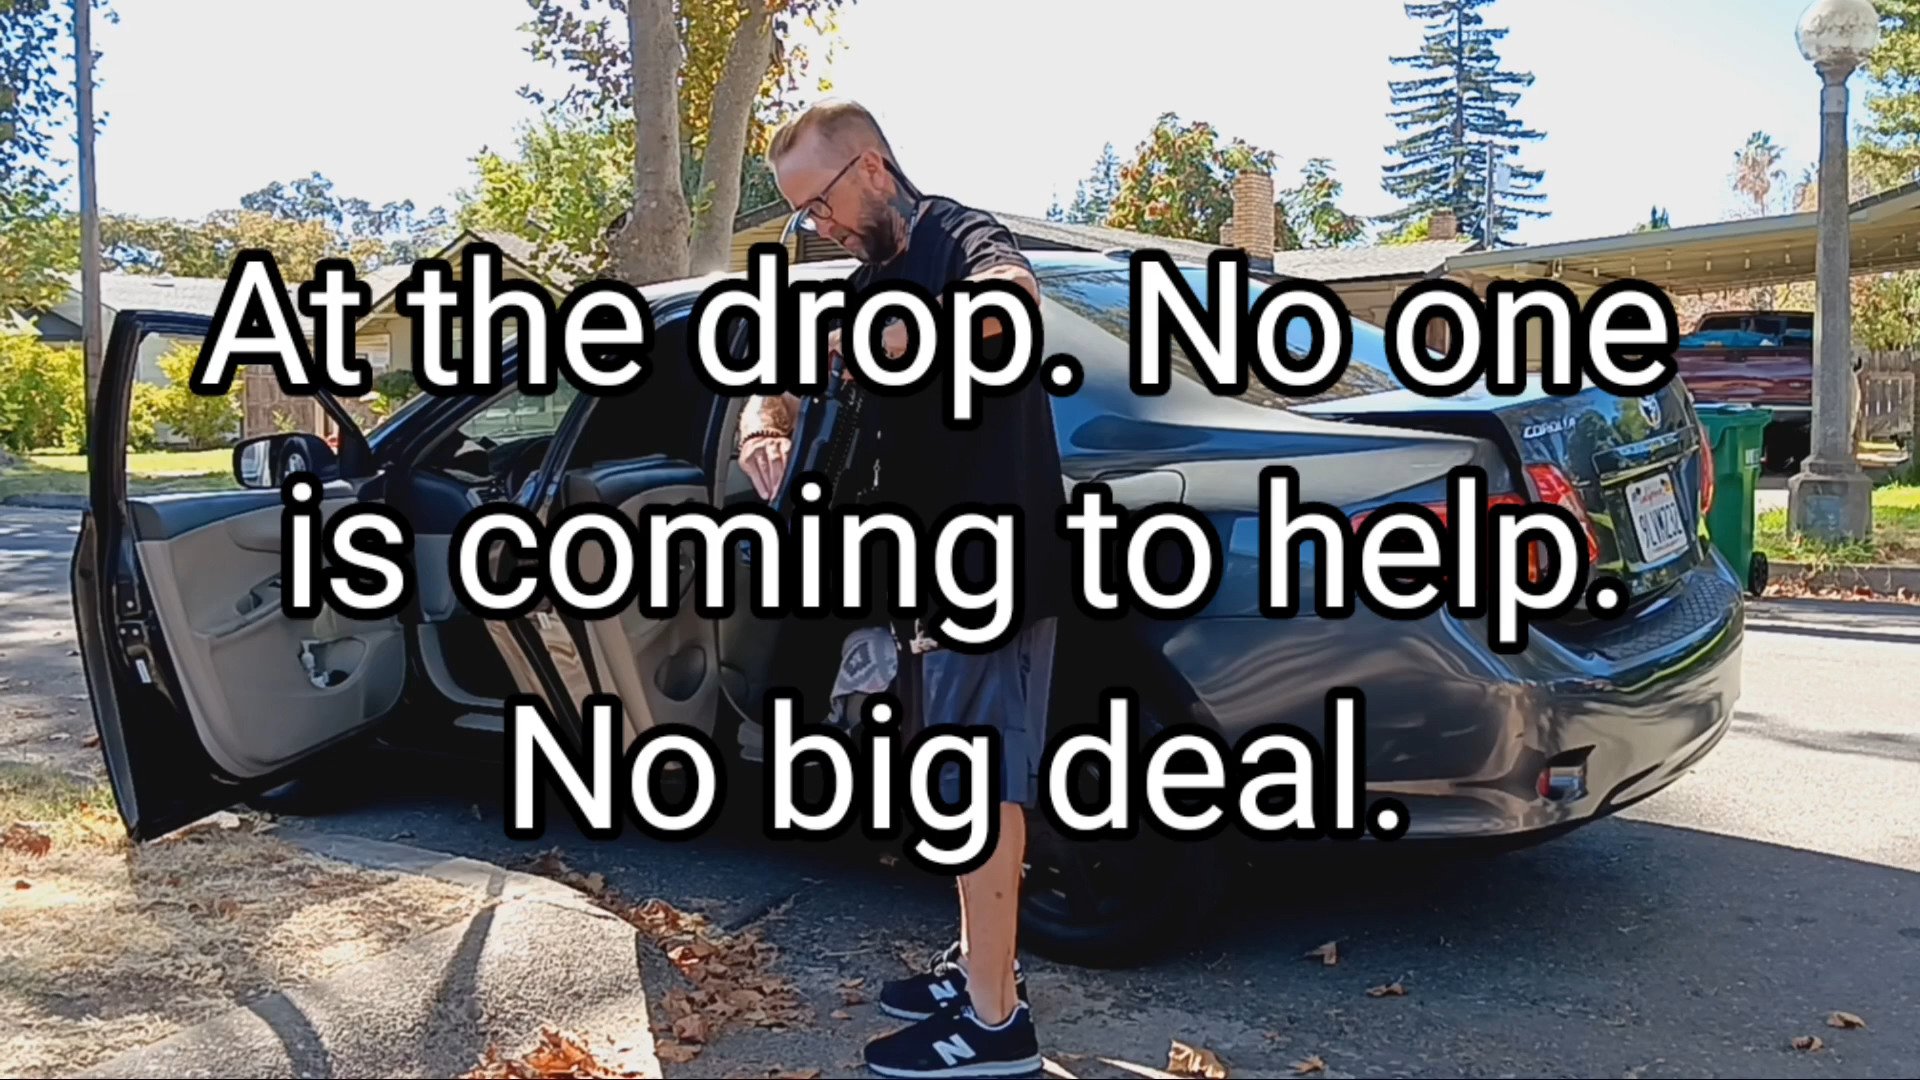 At the drop. No one
is coming to help.
No big deal.
COROLLA
N
N